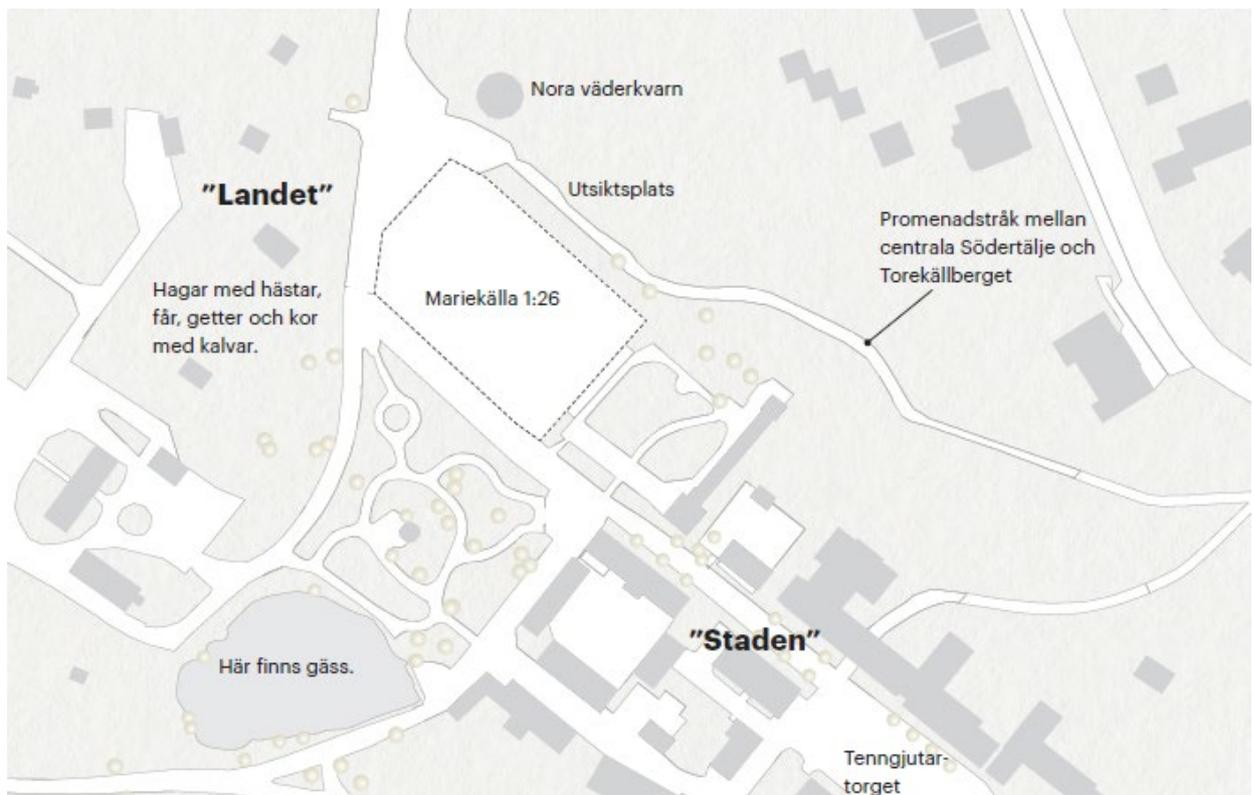 Nora väderkvarn
"Landet"
Utsiktsplats
Promenadstråk mellan
centrala Södertälje och
Torekällberget
Hagar med hästar,
får, getter och kor
med kalvar.
Mariekälla 1:26
"Staden"
Här finns gäss.
Tenngjutar-
torget